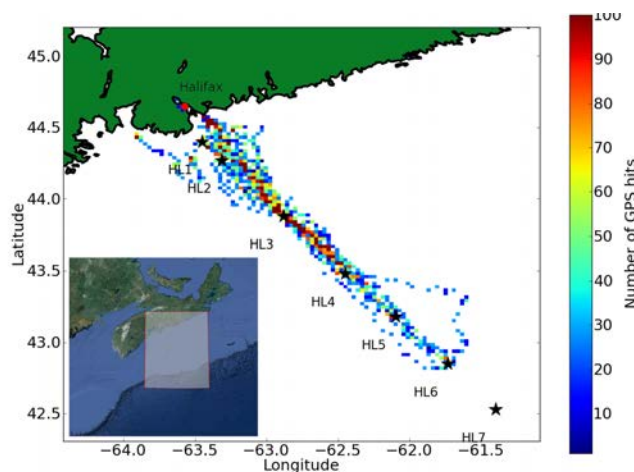 Halifax
HL1
HL2
HL3
HL4
HL5
HL6
HL7
45.0
44.5
44.0
43.5
43.0
42.5
Latitude
−64.0 −63.5 −63.0 −62.5 −62.0 −61.5
Longitude
100
90
80
70
60
50
40
30
20
10
Number of GPS hits